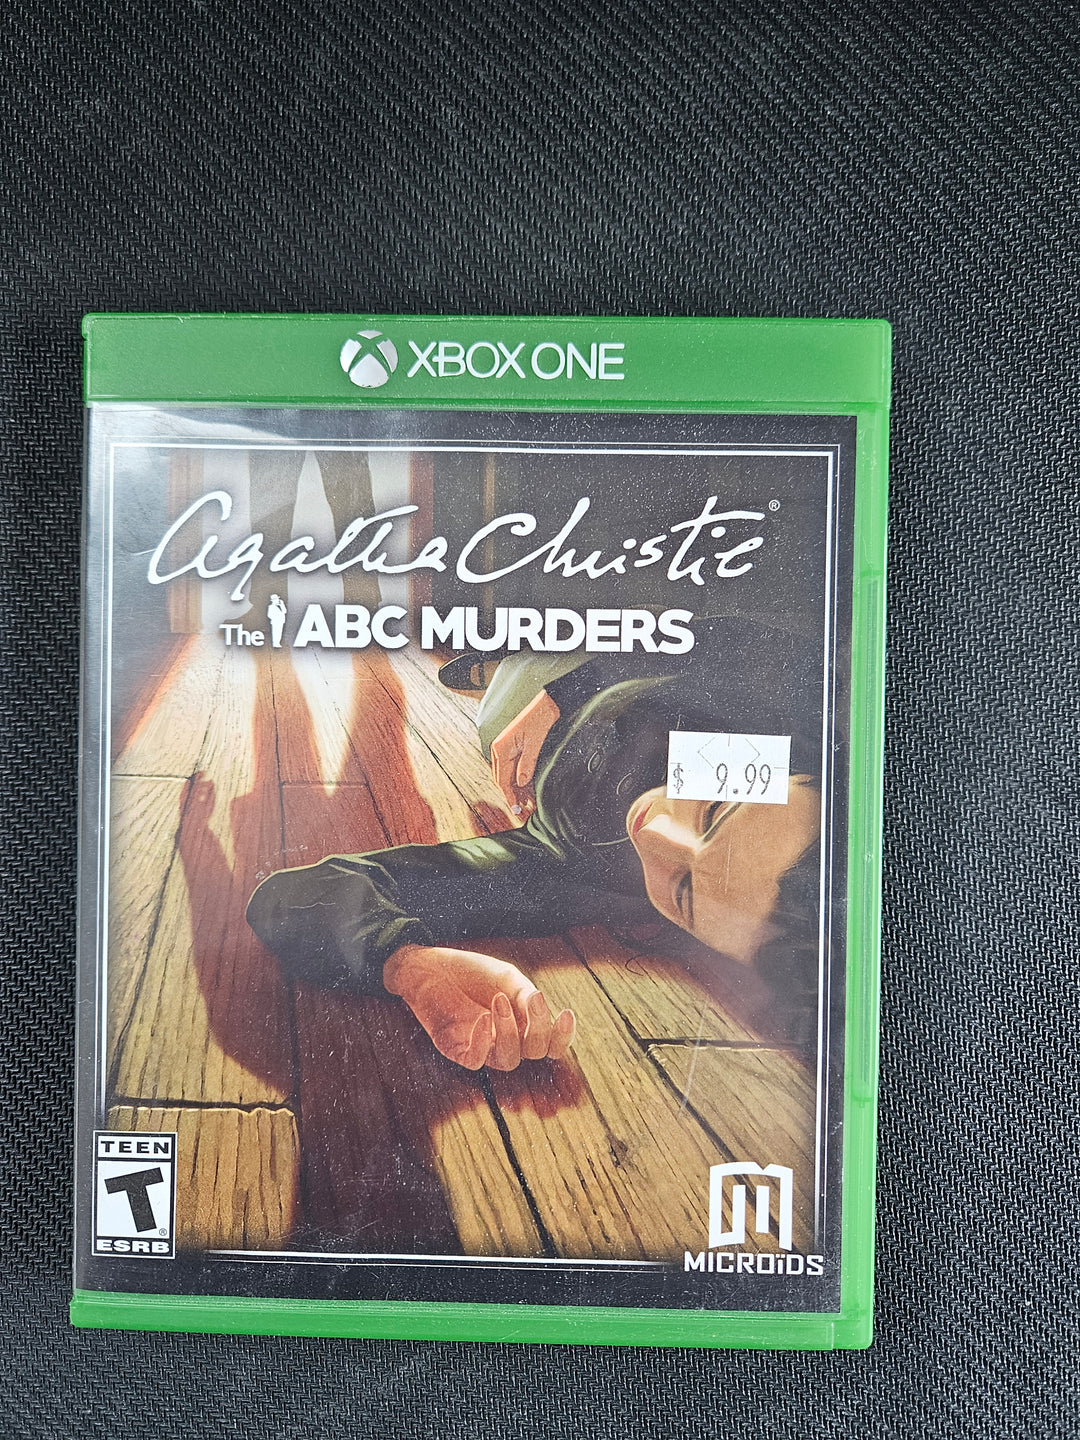 XBOX ONE
Agatha Christie®
The ABC MURDERS
$ 9.99
TEEN
T®
ESRB
M
MICROïDS